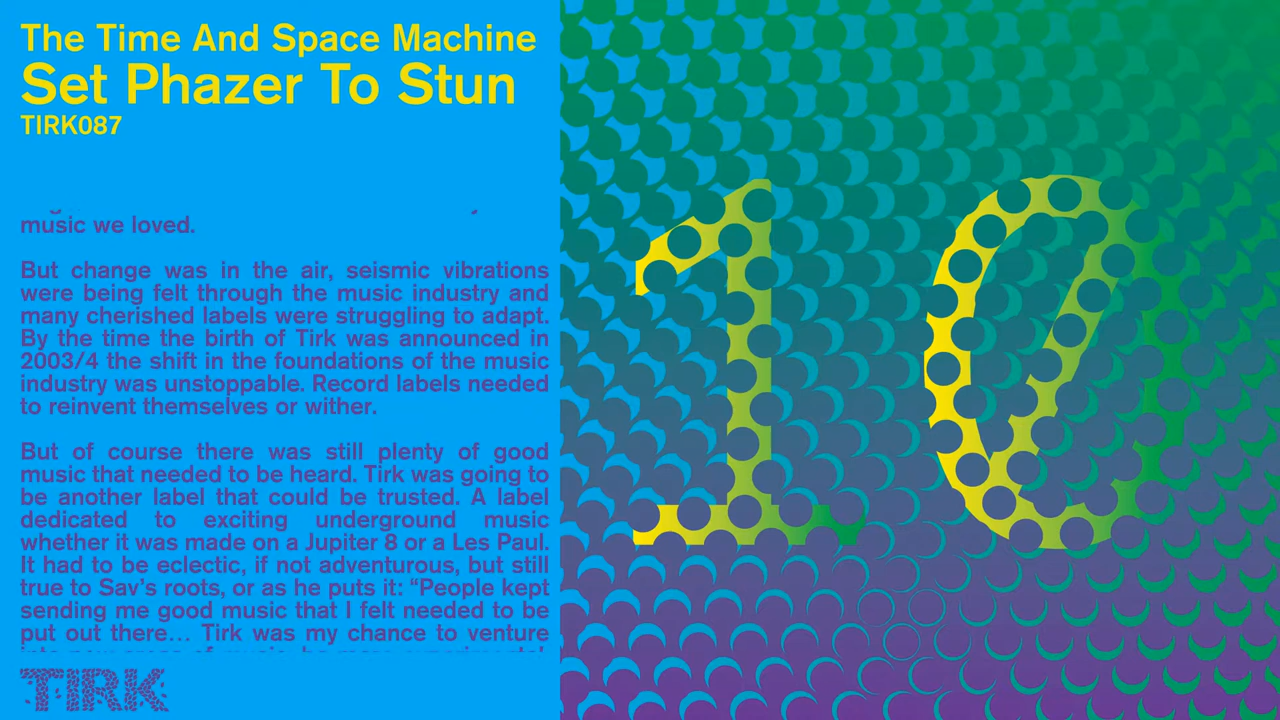 The Time And Space Machine
Set Phazer To Stun
TIRK087
music we loved.
But change was in the air, seismic vibrations
were being felt through the music industry and
many cherished labels were struggling to adapt.
By the time the birth of Tirk was announced in
2003/4 the shift in the foundations of the music
industry was unstoppable. Record labels needed
to reinvent themselves or wither.
But of course there was still plenty of good
music that needed to be heard. Tirk was going to
be another label that could be trusted. A label
dedicated to exciting underground music
whether it was made on a Jupiter 8 or a Les Paul.
It had to be eclectic, if not adventurous, but still
true to Sav’s roots, or as he puts it: “People kept
sending me good music that I felt needed to be
put out there… Tirk was my chance to venture
TIRK
10